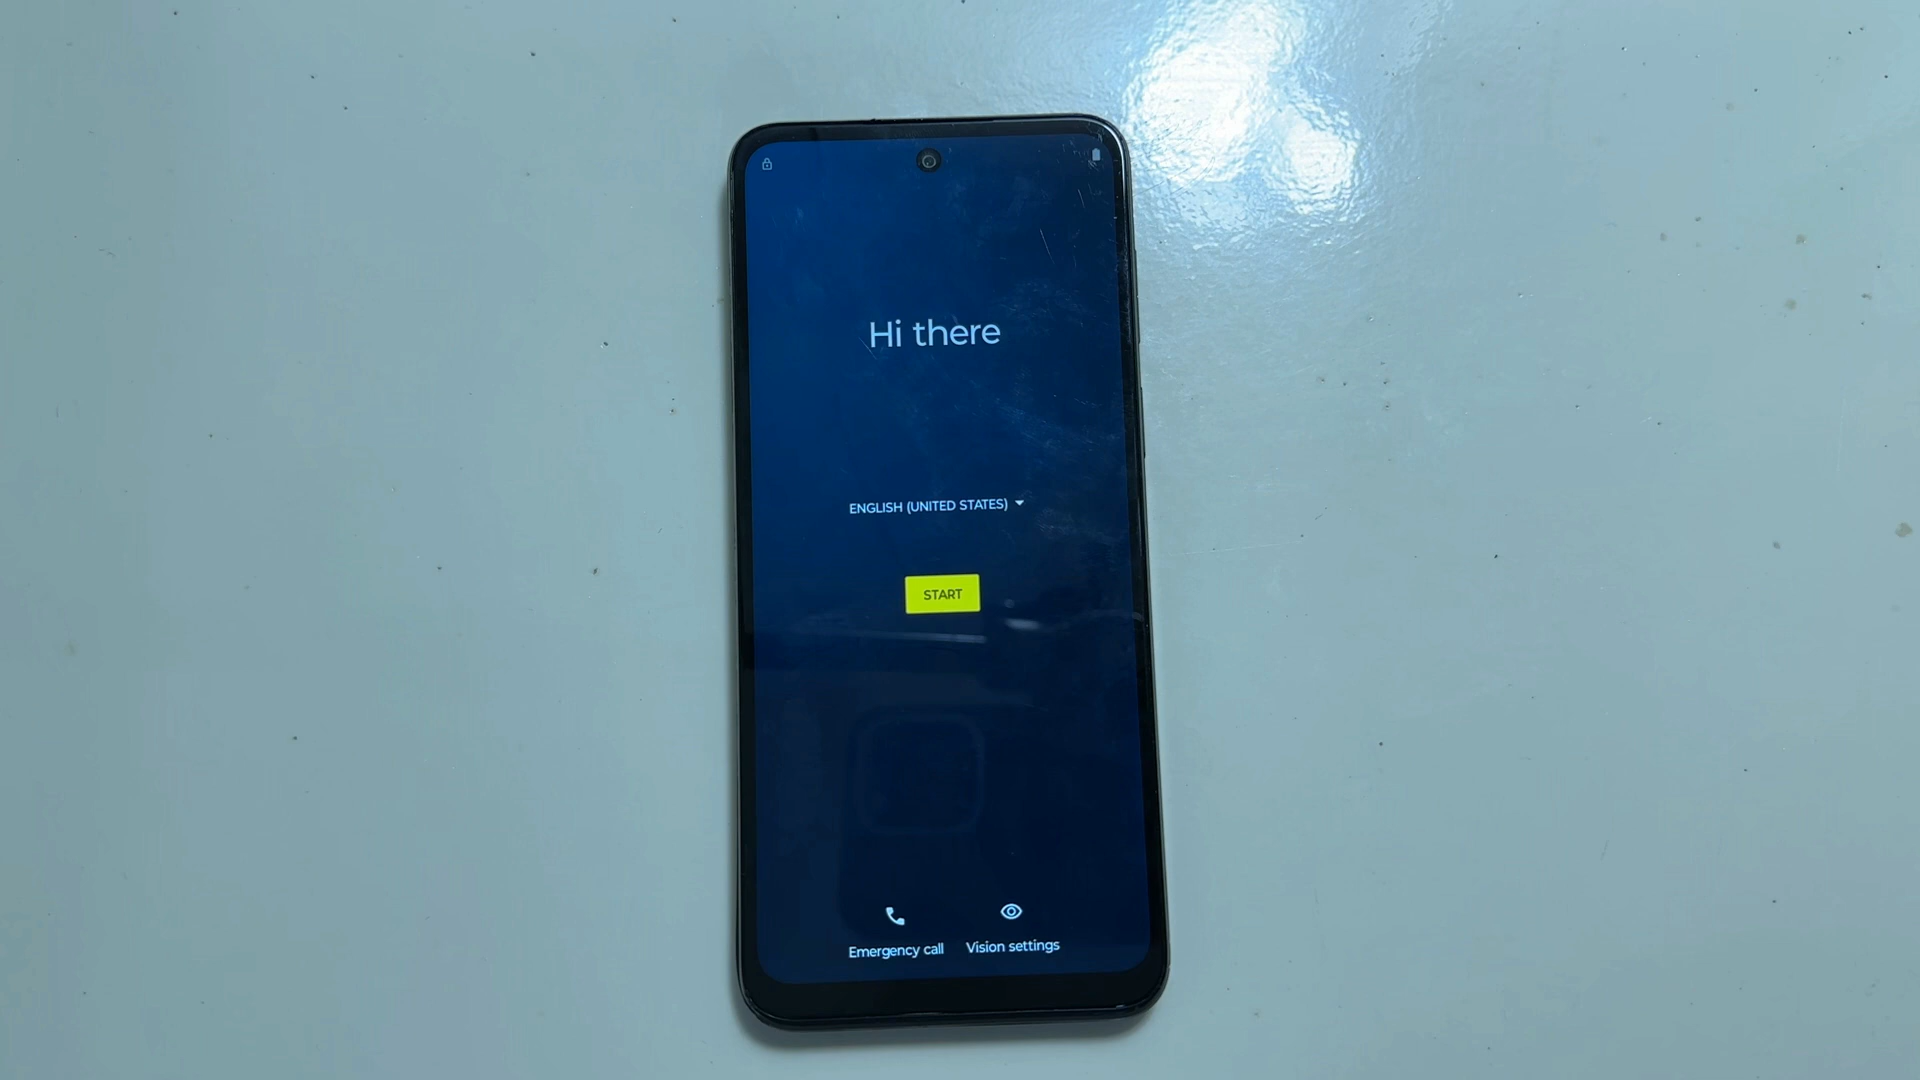 Hi there
ENGLISH (UNITED STATES)
START
Emergency call
Vision settings